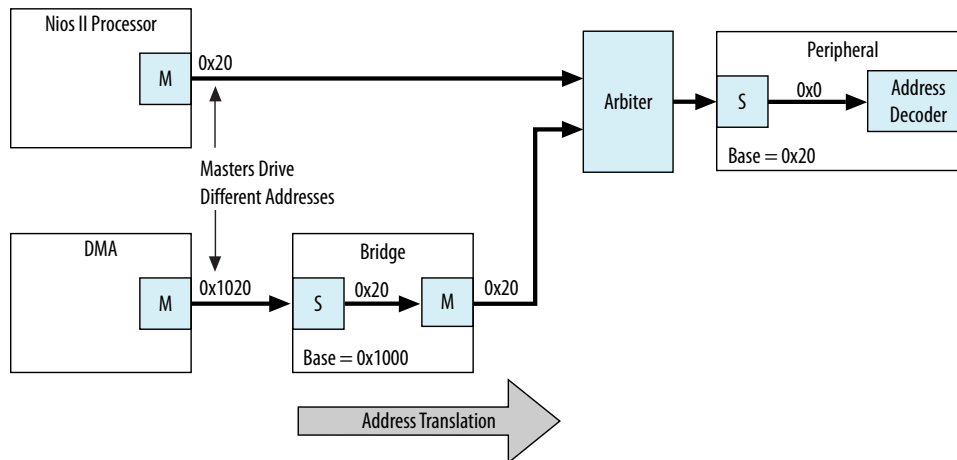 Nios II Processor
M
0x20
Arbiter
Peripheral
S
0x0
Address
Decoder
Base = 0x20
Masters Drive
Different Addresses
DMA
M
0x1020
Bridge
S
0x20
M
0x20
Base = 0x1000
Address Translation